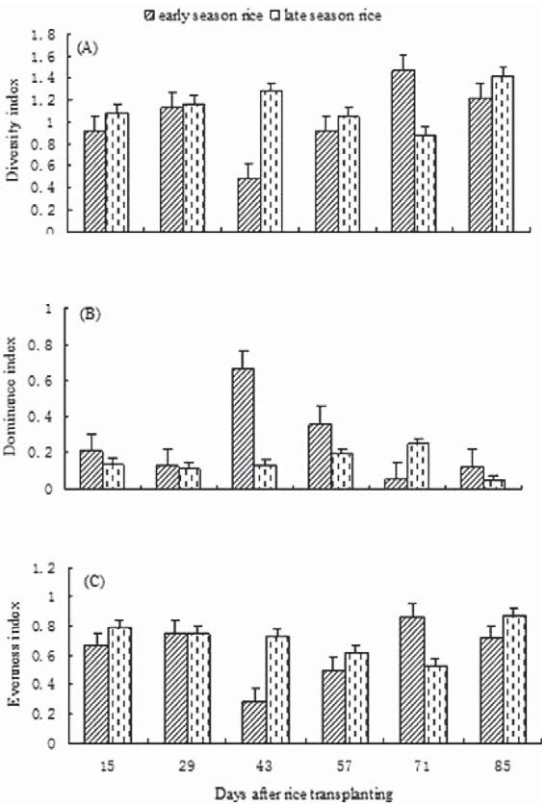 early season rice late season rice
(A)
Diversity index
1.8
1.6
1.4
1.2
1
0.8
0.6
0.4
0.2
0
(B)
Dominance index
1
0.8
0.6
0.4
0.2
0
(C)
Evenness index
1.2
1
0.8
0.6
0.4
0.2
0
15 29 43 57 71 85
Days after rice transplanting